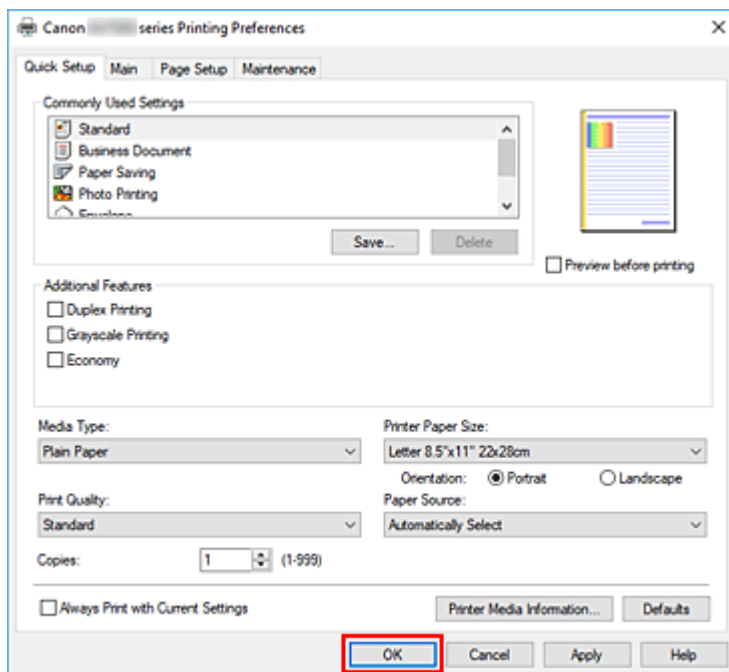 Canon series Printing Preferences
Quick Setup Main Page Setup Maintenance
Commonly Used Settings
Standard
Business Document
Paper Saving
Photo Printing
Envelope
Save... Delete
Preview before printing
Additional Features
Duplex Printing
Grayscale Printing
Economy
Media Type: Printer Paper Size:
Plain Paper Letter 8.5"x11" 22x28cm
Orientation: Portrait Landscape
Print Quality: Paper Source:
Standard Automatically Select
Copies: 1 (1-999)
Always Print with Current Settings Printer Media Information... Defaults
OK Cancel Apply Help